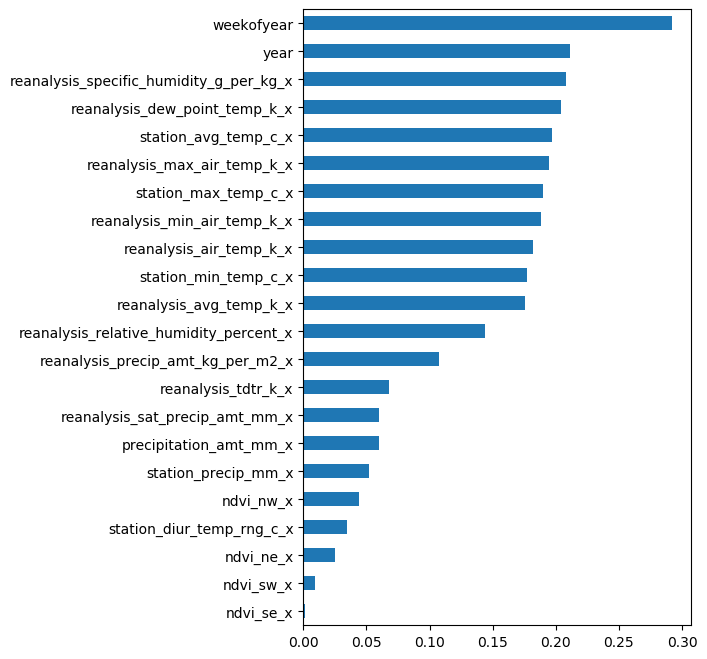 weekofyear
year
reanalysis_specific_humidity_g_per_kg_x
reanalysis_dew_point_temp_k_x
station_avg_temp_c_x
reanalysis_max_air_temp_k_x
station_max_temp_c_x
reanalysis_min_air_temp_k_x
reanalysis_air_temp_k_x
station_min_temp_c_x
reanalysis_avg_temp_k_x
reanalysis_relative_humidity_percent_x
reanalysis_precip_amt_kg_per_m2_x
reanalysis_tdtr_k_x
reanalysis_sat_precip_amt_mm_x
precipitation_amt_mm_x
station_precip_mm_x
ndvi_nw_x
station_diur_temp_rng_c_x
ndvi_ne_x
ndvi_sw_x
ndvi_se_x
0.00 0.05 0.10 0.15 0.20 0.25 0.30